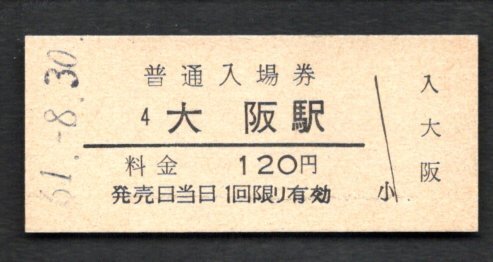 61.-8.30
普通入場券
4 大阪駅
料金 120円
発売日当日1回限り有効
小
入大阪